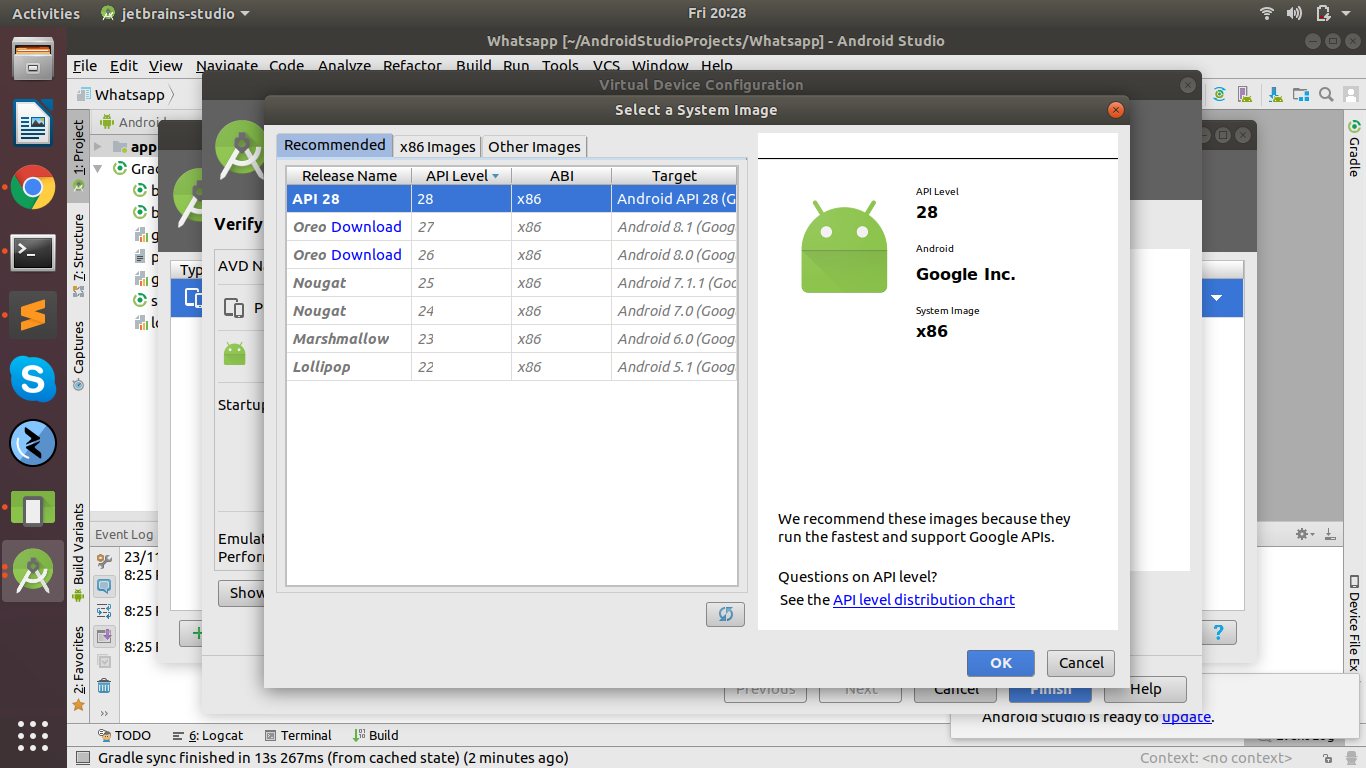 Activities
jetbrains-studio
Fri 20:28
Whatsapp [~/AndroidStudioProjects/Whatsapp] - Android Studio
File Edit View Navigate Code Analyze Refactor Build Run Tools VCS Window Help
Whatsapp
Virtual Device Configuration
Select a System Image
Android
1: Project
7: Structure
Captures
Build Variants
2: Favorites
Gradle
app
Verify
Startup
Show
Recommended
x86 Images
Other Images
Release Name API Level ABI Target
API 28 28 x86 Android API 28 (G
Oreo Download 27 x86 Android 8.1 (Goog
Oreo Download 26 x86 Android 8.0 (Goog
Nougat 25 x86 Android 7.1.1 (Goo
Nougat 24 x86 Android 7.0 (Goog
Marshmallow 23 x86 Android 6.0 (Goog
Lollipop 22 x86 Android 5.1 (Goog
API Level
28
Android
Google Inc.
System Image
x86
We recommend these images because they
run the fastest and support Google APIs.
Questions on API level?
See the API level distribution chart
OK
Cancel
Previous
Next
Cancel
Finish
Help
?
Event Log
23/11
8:25
8:25
8:25
Device File Ex
Android Studio is ready to update.
TODO
6: Logcat
Terminal
Build
Event Log
Gradle sync finished in 13s 267ms (from cached state) (2 minutes ago)
Context: <no context>